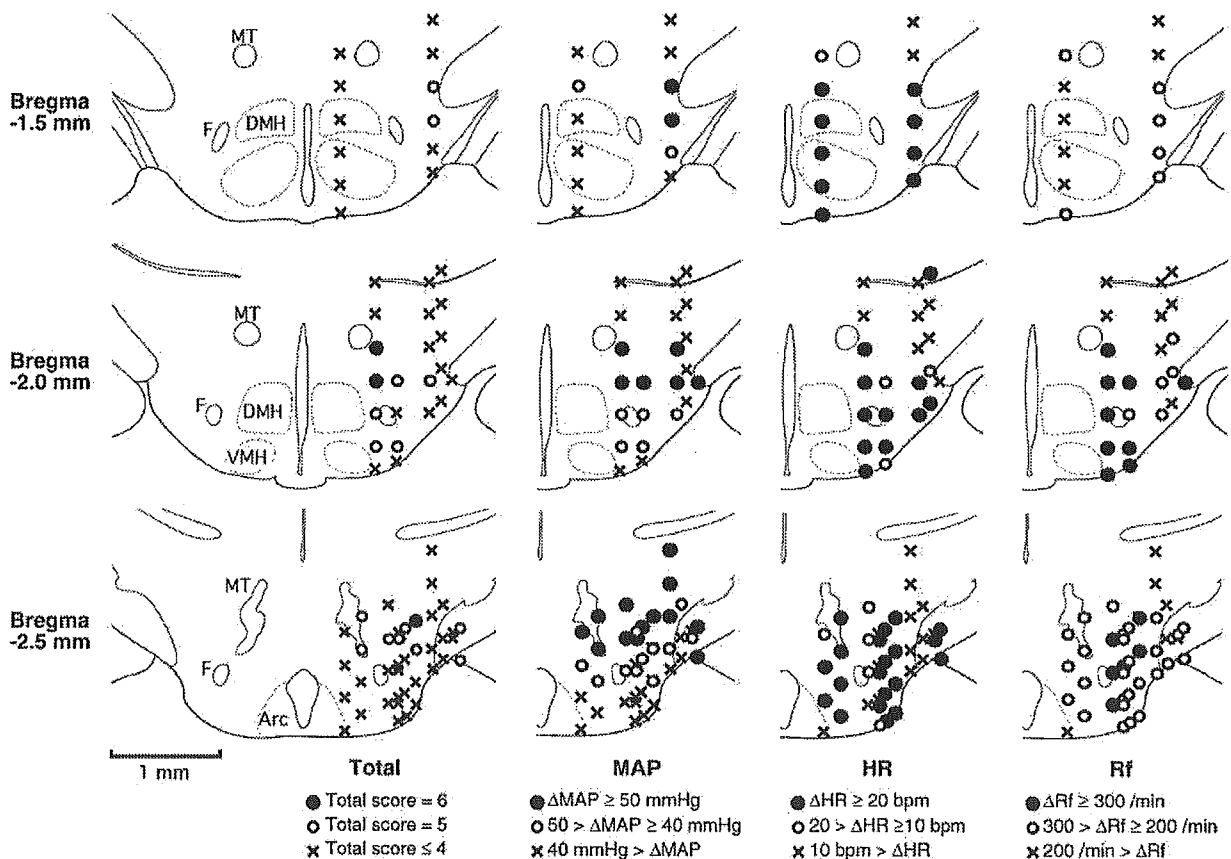 MT
Bregma
-1.5 mm
F
DMH
MT
Bregma
-2.0 mm
F
DMH
VMH
MT
Bregma
-2.5 mm
F
Arc
1 mm
Total
MAP
HR
Rf
Total score = 6
ΔMAP ≥ 50 mmHg
ΔHR ≥ 20 bpm
ΔRf ≥ 300 /min
Total score = 5
50 > ΔMAP ≥ 40 mmHg
20 > ΔHR ≥10 bpm
300 > ΔRf ≥ 200 /min
Total score ≤ 4
40 mmHg > ΔMAP
10 bpm > ΔHR
200 /min > ΔRf